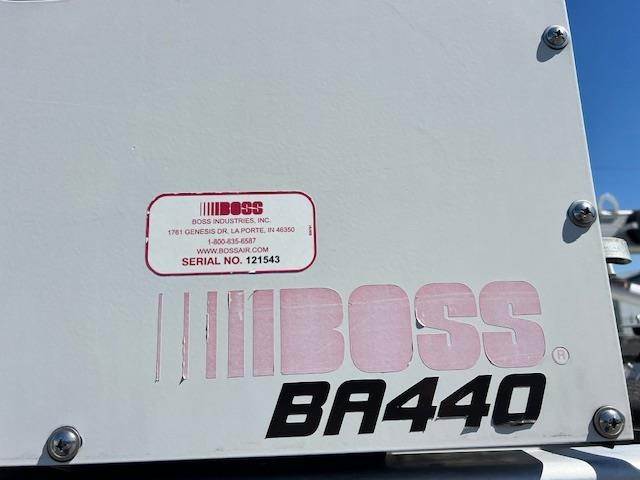 BOSS
BOSS INDUSTRIES, INC.
1761 GENESIS DR. LA PORTE, IN 46350
1-800-635-6587
WWW.BOSSAIR.COM
SERIAL NO. 121543
BOSS®
BA440